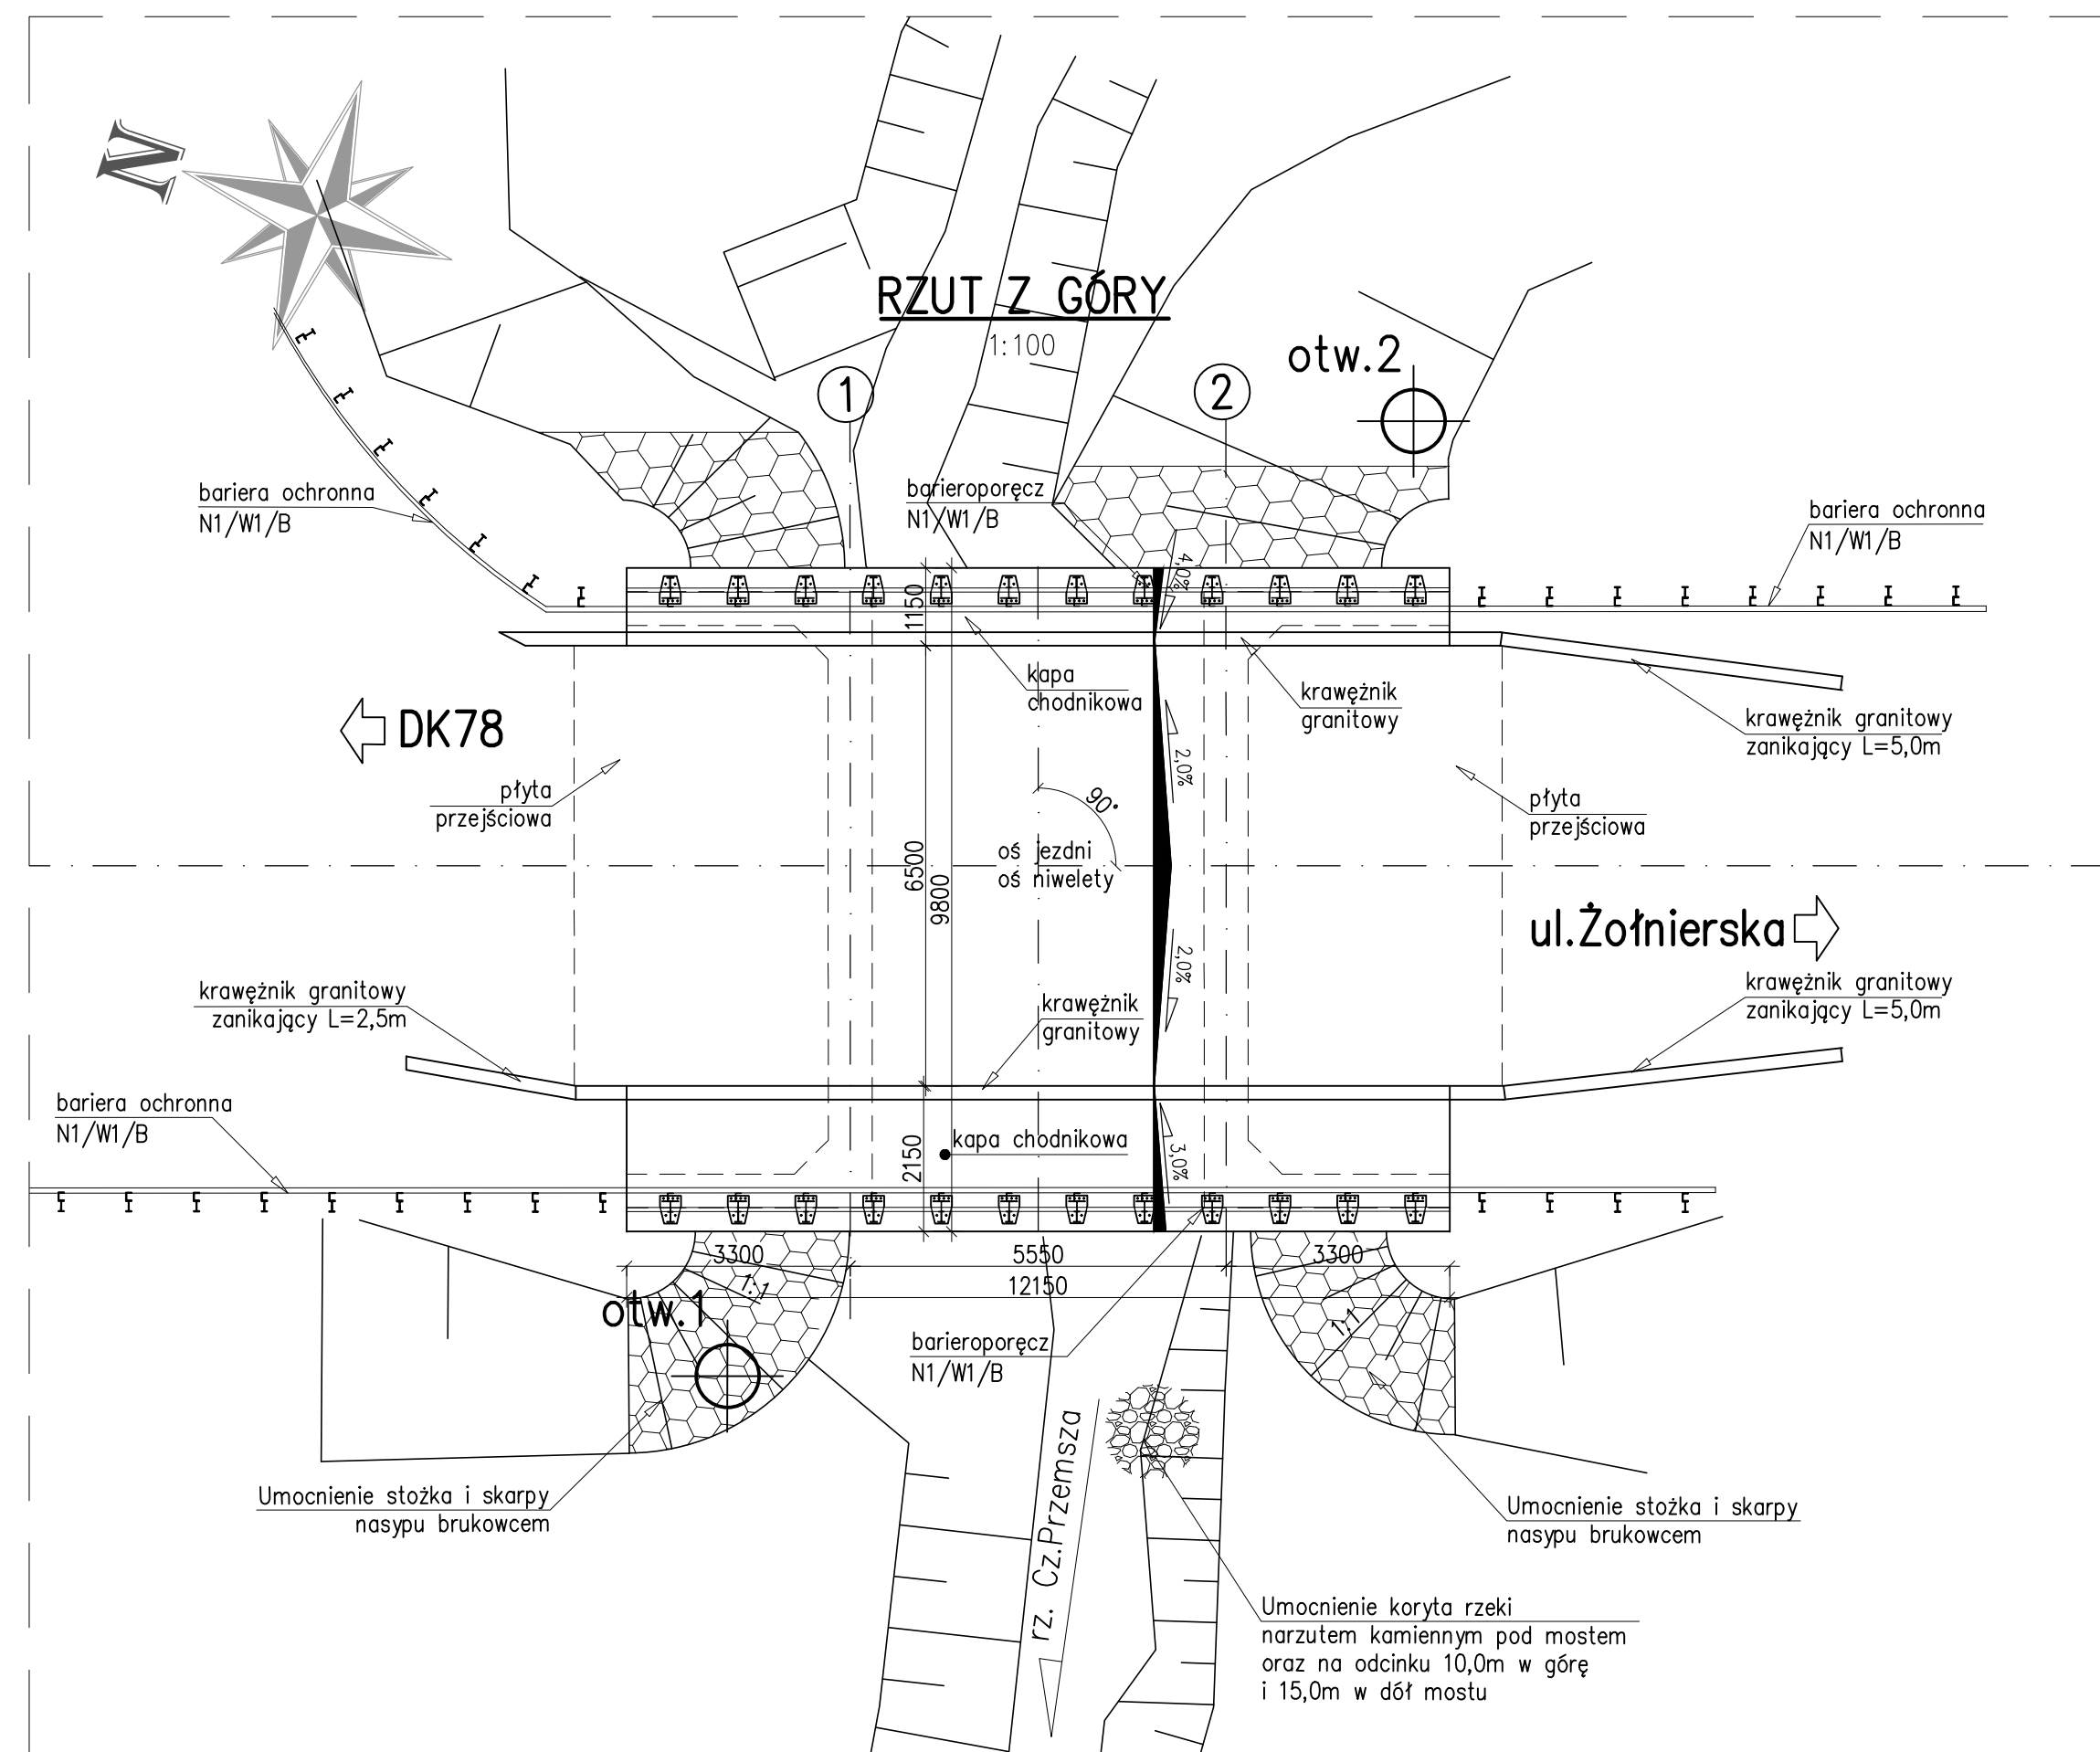 N
RZUT Z GÓRY
1:100
otw.2
1
2
bariera ochronna
N1/W1/B
barieroporęcz
N1/W1/B
bariera ochronna
N1/W1/B
4,0%
1150
kapa
chodnikowa
krawężnik
granitowy
krawężnik granitowy
zanikający L=5,0m
DK78
2,0%
płyta
przejściowa
90°
płyta
przejściowa
oś jezdni
oś niwelety
6500
9800
ul.Żołnierska
2,0%
krawężnik granitowy
zanikający L=2,5m
krawężnik
granitowy
krawężnik granitowy
zanikający L=5,0m
bariera ochronna
N1/W1/B
2150
kapa chodnikowa
3,0%
3300
5550
3300
12150
1:1
otw.1
1:1
barieroporęcz
N1/W1/B
rz. Cz.Przemsza
Umocnienie stożka i skarpy
nasypu brukowcem
Umocnienie stożka i skarpy
nasypu brukowcem
Umocnienie koryta rzeki
narzutem kamiennym pod mostem
oraz na odcinku 10,0m w górę
i 15,0m w dół mostu